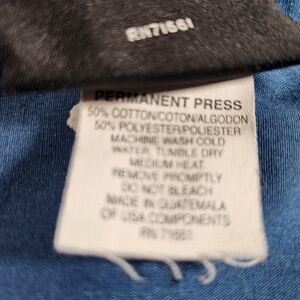 RN71661
PERMANENT PRESS
50% COTTON/COTON/ALGODON
50% POLYESTER/POLIESTER
MACHINE WASH COLD
WATER, TUMBLE DRY
MEDIUM HEAT.
REMOVE PROMPTLY
DO NOT BLEACH
MADE IN GUATEMALA
OF USA COMPONENTS
RN 71661